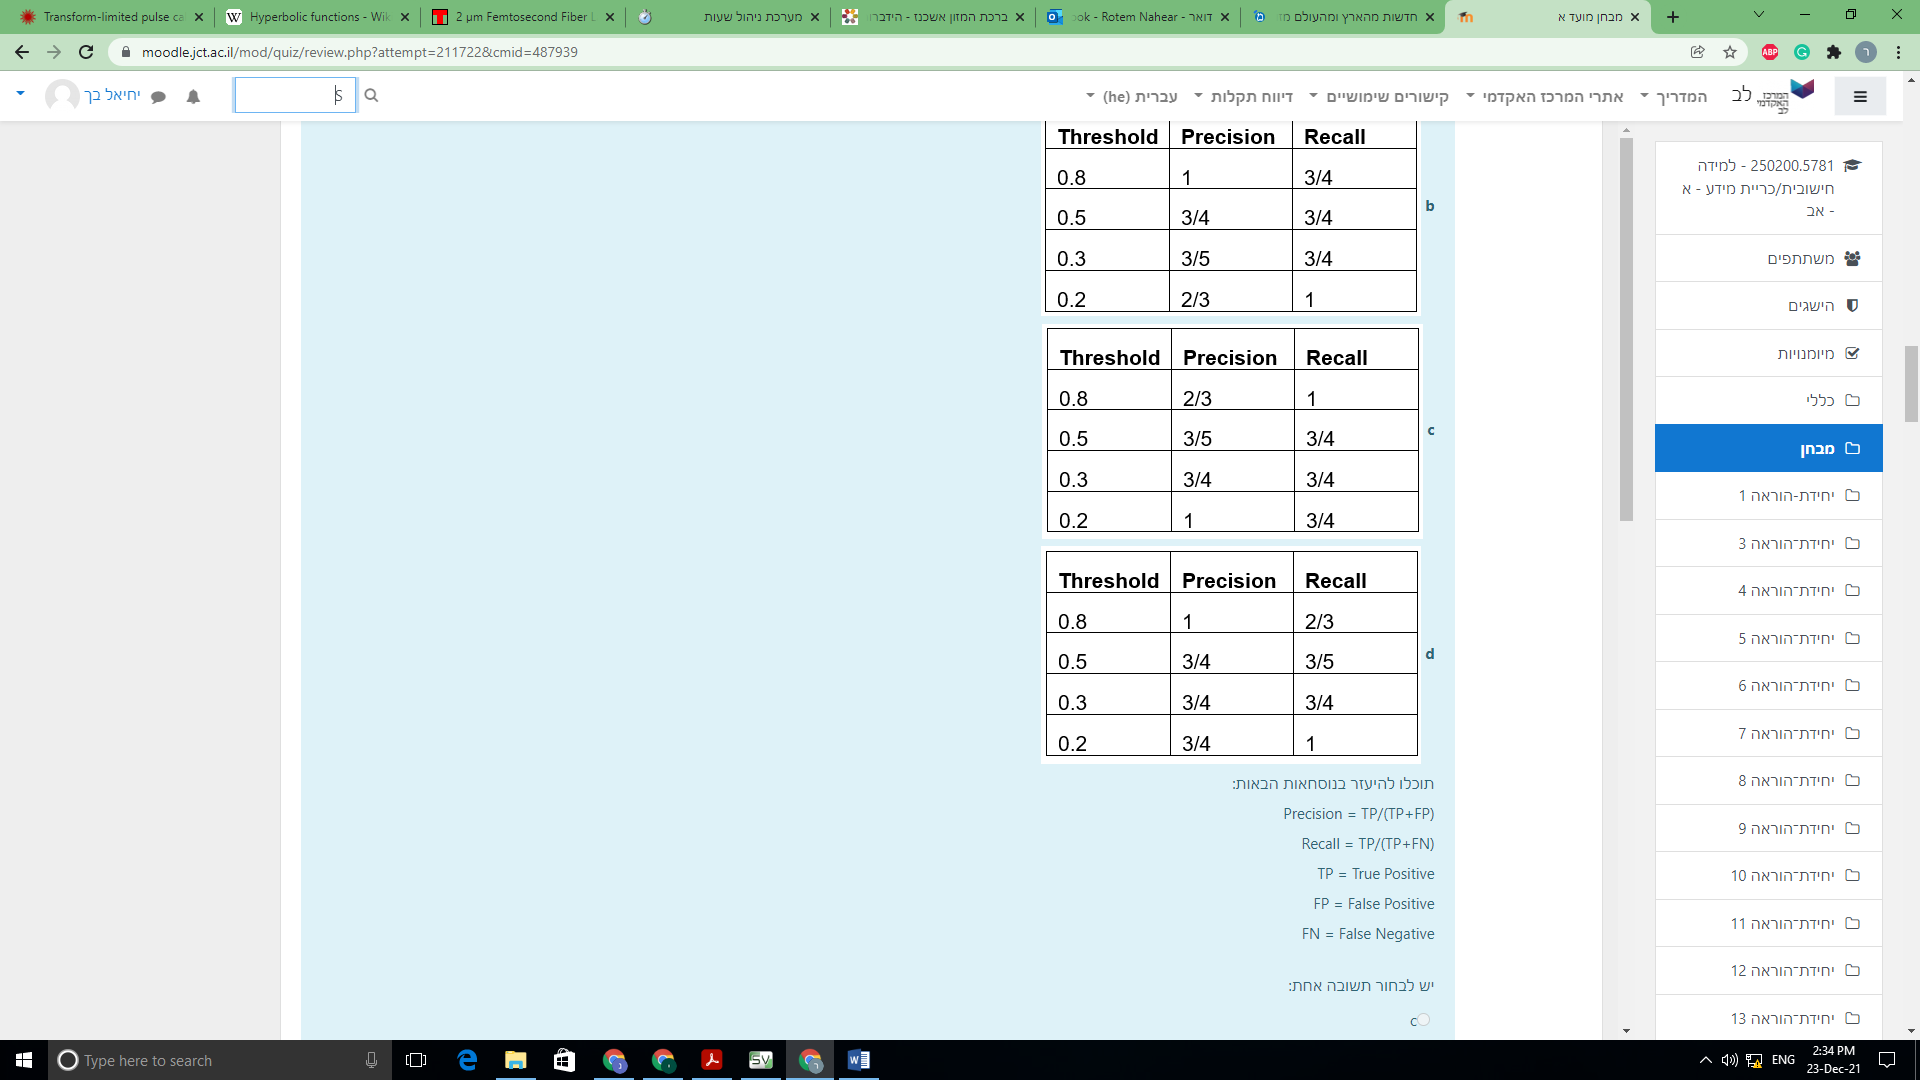 Transform-limited pulse ca
Hyperbolic functions - Wik
2 μm Femtosecond Fiber L
מערכת ניהול שעות
ברכת המזון אשכנז - הידברו
דואר - Rotem Nahear - ook
חדשות מהארץ ומהעולם מו
מבחן מועד א
moodle.jct.ac.il/mod/quiz/review.php?attempt=211722&cmid=487939
ABP
המרכז האקדמי לב
לב
המדריך
אתרי המרכז האקדמי
קישורים שימושיים
דיווח תקלות
עברית ‎(he)‎
S
יחיאל בך
Threshold Precision Recall
0.8 1 3/4
0.5 3/4 3/4
0.3 3/5 3/4
0.2 2/3 1
b
Threshold Precision Recall
0.8 2/3 1
0.5 3/5 3/4
0.3 3/4 3/4
0.2 1 3/4
c
Threshold Precision Recall
0.8 1 2/3
0.5 3/4 3/5
0.3 3/4 3/4
0.2 3/4 1
d
תוכלו להיעזר בנוסחאות הבאות:
Precision = TP/(TP+FP)
Recall = TP/(TP+FN)
TP = True Positive
FP = False Positive
FN = False Negative
יש לבחור תשובה אחת:
c
250200.5781 - למידה
חישובית/כריית מידע - א
- אב
משתתפים
הישגים
מיומנויות
כללי
מבחן
יחידת-הוראה 1
יחידת־הוראה 3
יחידת־הוראה 4
יחידת־הוראה 5
יחידת־הוראה 6
יחידת־הוראה 7
יחידת־הוראה 8
יחידת־הוראה 9
יחידת־הוראה 10
יחידת־הוראה 11
יחידת־הוראה 12
יחידת־הוראה 13
Type here to search
SV
ENG
2:34 PM
23-Dec-21